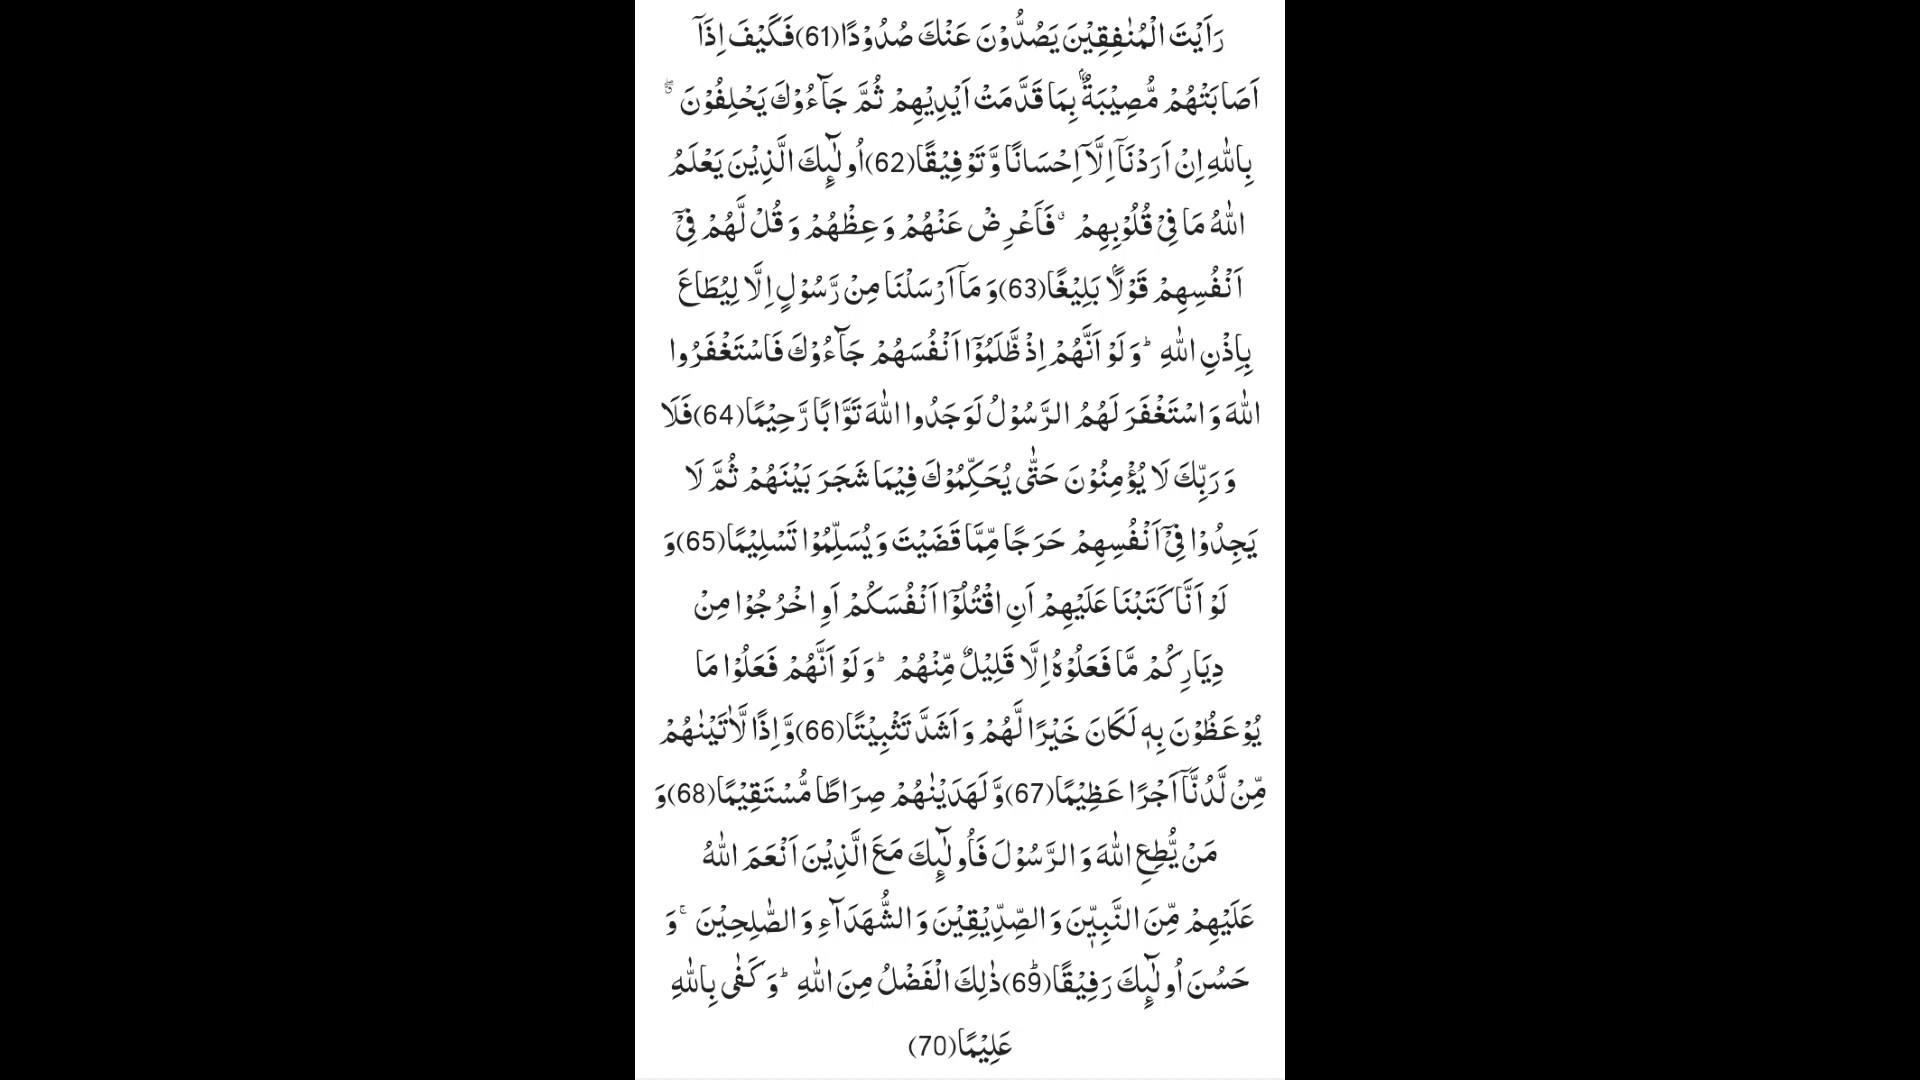 رَاَیْتَ الْمُنٰفِقِیْنَ یَصُدُّوْنَ عَنْكَ صُدُوْدًا(61)فَكَیْفَ اِذَاۤ
اَصَابَتْهُمْ مُّصِیْبَةٌۢ بِمَا قَدَّمَتْ اَیْدِیْهِمْ ثُمَّ جَآءُوْكَ یَحْلِفُوْنَ ﳓ
بِاللّٰهِ اِنْ اَرَدْنَاۤ اِلَّاۤ اِحْسَانًا وَّ تَوْفِیْقًا(62)اُولٰٓىٕكَ الَّذِیْنَ یَعْلَمُ
اللّٰهُ مَا فِیْ قُلُوْبِهِمْۗ فَاَعْرِضْ عَنْهُمْ وَ عِظْهُمْ وَ قُلْ لَّهُمْ فِیْۤ
اَنْفُسِهِمْ قَوْلًۢا بَلِیْغًا(63)وَ مَاۤ اَرْسَلْنَا مِنْ رَّسُوْلٍ اِلَّا لِیُطَاعَ
بِاِذْنِ اللّٰهِؕ وَ لَوْ اَنَّهُمْ اِذْ ظَّلَمُوْۤا اَنْفُسَهُمْ جَآءُوْكَ فَاسْتَغْفَرُوا
اللّٰهَ وَ اسْتَغْفَرَ لَهُمُ الرَّسُوْلُ لَوَجَدُوا اللّٰهَ تَوَّابًا رَّحِیْمًا(64)فَلَا
وَ رَبِّكَ لَا یُؤْمِنُوْنَ حَتّٰى یُحَكِّمُوْكَ فِیْمَا شَجَرَ بَیْنَهُمْ ثُمَّ لَا
یَجِدُوْا فِیْۤ اَنْفُسِهِمْ حَرَجًا مِّمَّا قَضَیْتَ وَ یُسَلِّمُوْا تَسْلِیْمًا(65)وَ
لَوْ اَنَّا كَتَبْنَا عَلَیْهِمْ اَنِ اقْتُلُوْۤا اَنْفُسَكُمْ اَوِ اخْرُجُوْا مِنْ
دِیَارِكُمْ مَّا فَعَلُوْهُ اِلَّا قَلِیْلٌ مِّنْهُمْؕ وَ لَوْ اَنَّهُمْ فَعَلُوْا مَا
یُوْعَظُوْنَ بِهٖ لَكَانَ خَیْرًا لَّهُمْ وَ اَشَدَّ تَثْبِیْتًا(66)وَّ اِذًا لَّاٰتَیْنٰهُمْ
مِّنْ لَّدُنَّاۤ اَجْرًا عَظِیْمًا(67)وَّ لَهَدَیْنٰهُمْ صِرَاطًا مُّسْتَقِیْمًا(68)وَ
مَنْ یُّطِعِ اللّٰهَ وَ الرَّسُوْلَ فَاُولٰٓىٕكَ مَعَ الَّذِیْنَ اَنْعَمَ اللّٰهُ
عَلَیْهِمْ مِّنَ النَّبِیّٖنَ وَ الصِّدِّیْقِیْنَ وَ الشُّهَدَآءِ وَ الصّٰلِحِیْنَۚ وَ
حَسُنَ اُولٰٓىٕكَ رَفِیْقًاؕ(69)ذٰلِكَ الْفَضْلُ مِنَ اللّٰهِؕ وَ كَفٰى بِاللّٰهِ
عَلِیْمًا(70)